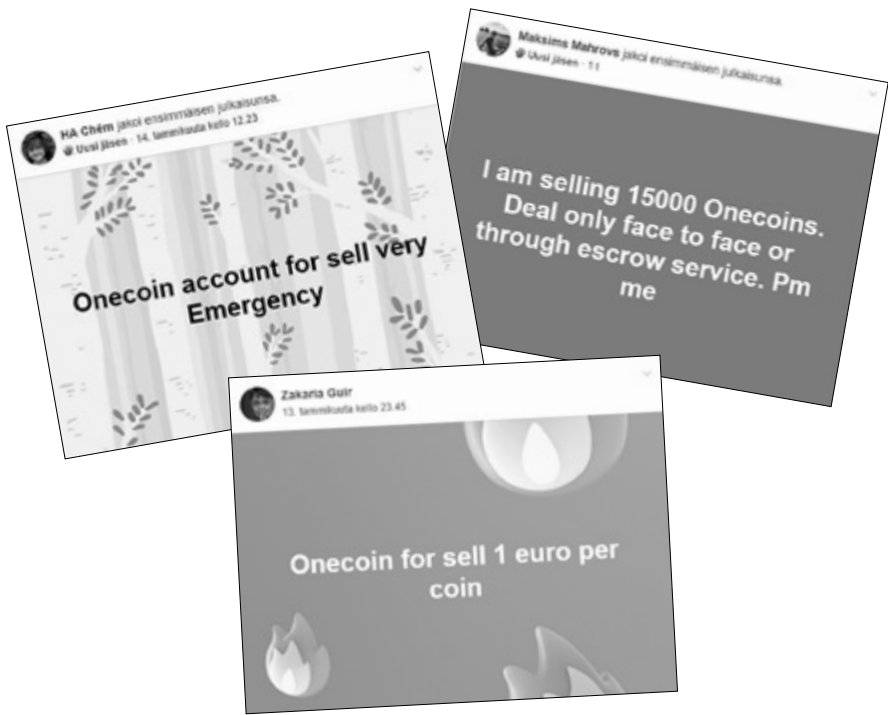 HA Chém jakoi ensimmäisen julkaisunsa.
Uusi jäsen · 14. tammikuuta kello 12.23
Onecoin account for sell very
Emergency
Maksims Mahrovs jakoi ensimmäisen julkaisunsa.
Uusi jäsen · 1 t
I am selling 15000 Onecoins.
Deal only face to face or
through escrow service. Pm
me
Zakaria Guir
13. tammikuuta kello 23.45
Onecoin for sell 1 euro per
coin